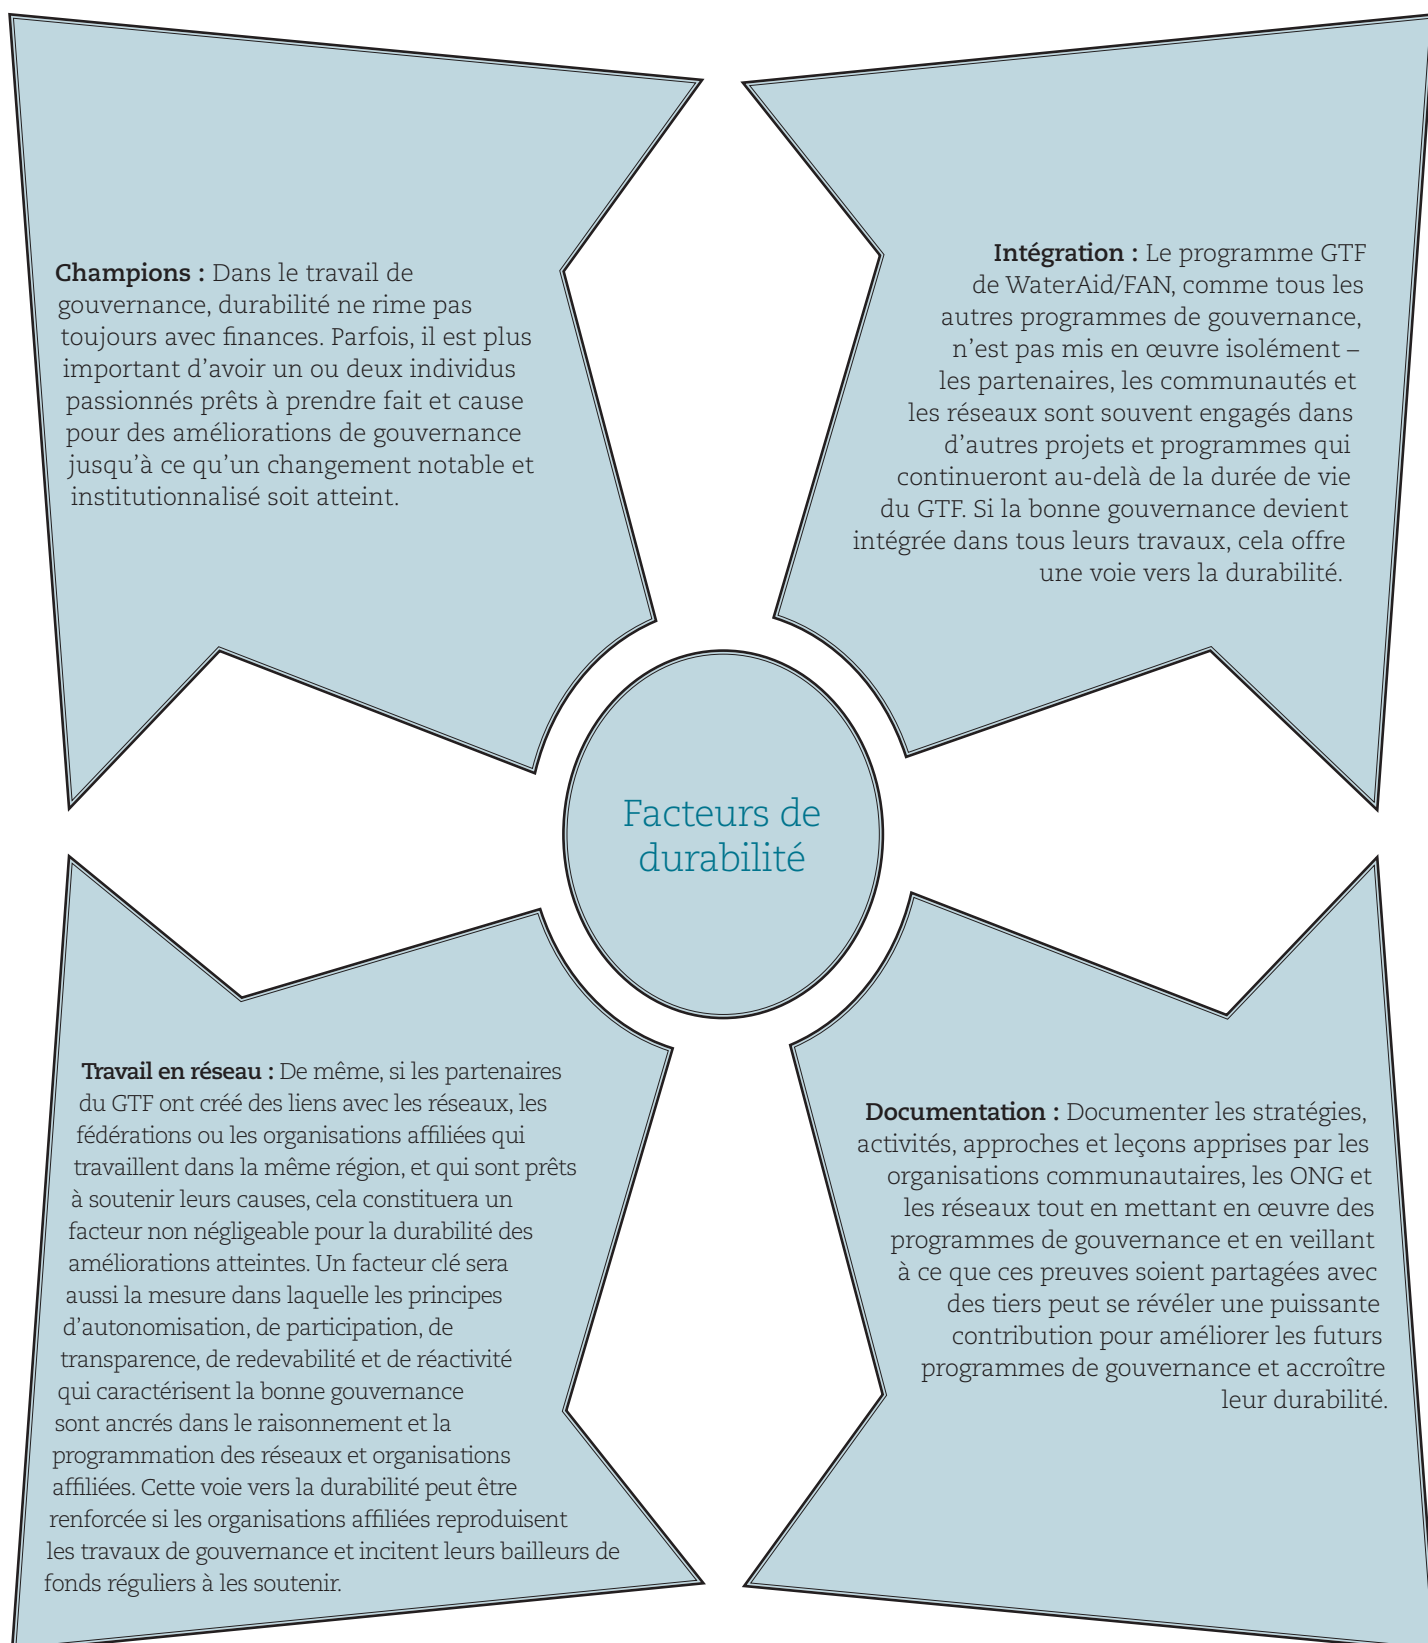 Champions : Dans le travail de
gouvernance, durabilité ne rime pas
toujours avec finances. Parfois, il est plus
important d'avoir un ou deux individus
passionnés prêts à prendre fait et cause
pour des améliorations de gouvernance
jusqu'à ce qu'un changement notable et
institutionnalisé soit atteint.
Intégration : Le programme GTF
de WaterAid/FAN, comme tous les
autres programmes de gouvernance,
n'est pas mis en œuvre isolément –
les partenaires, les communautés et
les réseaux sont souvent engagés dans
d'autres projets et programmes qui
continueront au-delà de la durée de vie
du GTF. Si la bonne gouvernance devient
intégrée dans tous leurs travaux, cela offre
une voie vers la durabilité.
Facteurs de
durabilité
Travail en réseau : De même, si les partenaires
du GTF ont créé des liens avec les réseaux, les
fédérations ou les organisations affiliées qui
travaillent dans la même région, et qui sont prêts
à soutenir leurs causes, cela constituera un
facteur non négligeable pour la durabilité des
améliorations atteintes. Un facteur clé sera
aussi la mesure dans laquelle les principes
d'autonomisation, de participation, de
transparence, de redevabilité et de réactivité
qui caractérisent la bonne gouvernance
sont ancrés dans le raisonnement et la
programmation des réseaux et organisations
affiliées. Cette voie vers la durabilité peut être
renforcée si les organisations affiliées reproduisent
les travaux de gouvernance et incitent leurs bailleurs de
fonds réguliers à les soutenir.
Documentation : Documenter les stratégies,
activités, approches et leçons apprises par les
organisations communautaires, les ONG et
les réseaux tout en mettant en œuvre des
programmes de gouvernance et en veillant
à ce que ces preuves soient partagées avec
des tiers peut se révéler une puissante
contribution pour améliorer les futurs
programmes de gouvernance et accroître
leur durabilité.